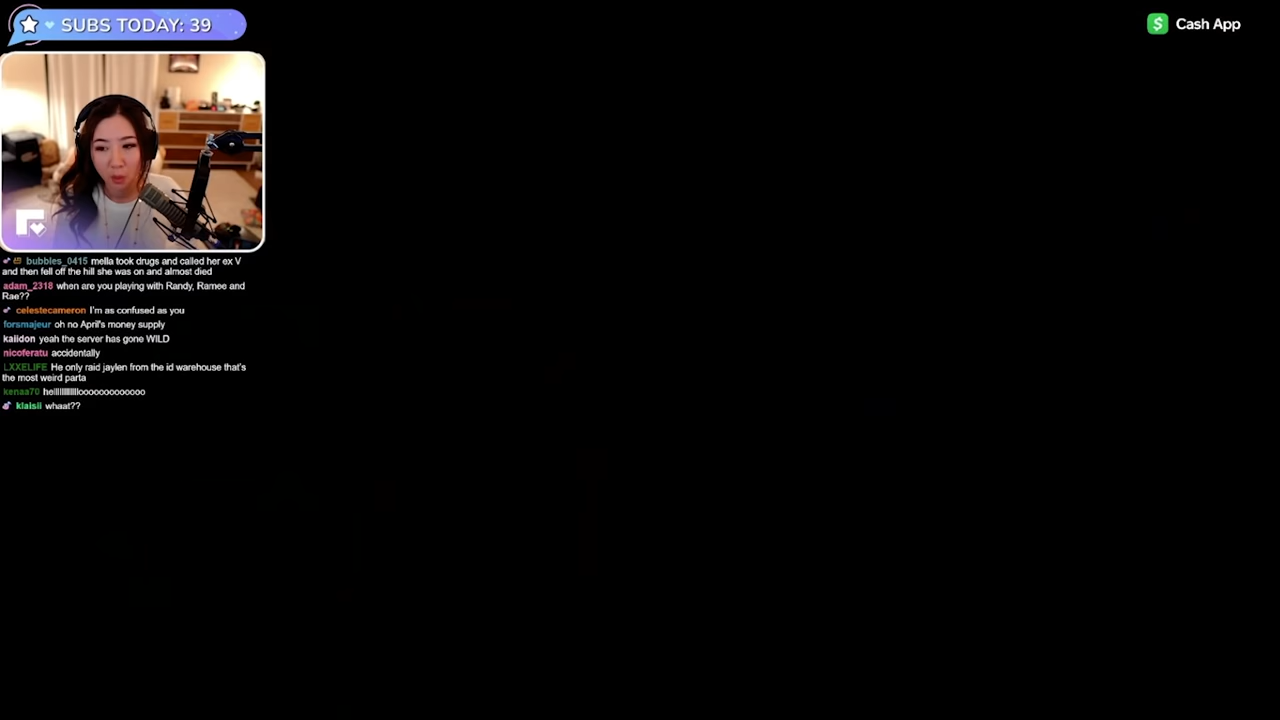 SUBS TODAY: 39
Cash App
bubbles_0415 mella took drugs and called her ex V
and then fell off the hill she was on and almost died
adam_2318 when are you playing with Randy, Ramee and
Rae??
celestecameron I'm as confused as you
forsmajeur oh no April's money supply
kalidon yeah the server has gone WILD
nicoferatu accidentally
LXXELIFE He only raid jaylen from the id warehouse that's
the most weird parta